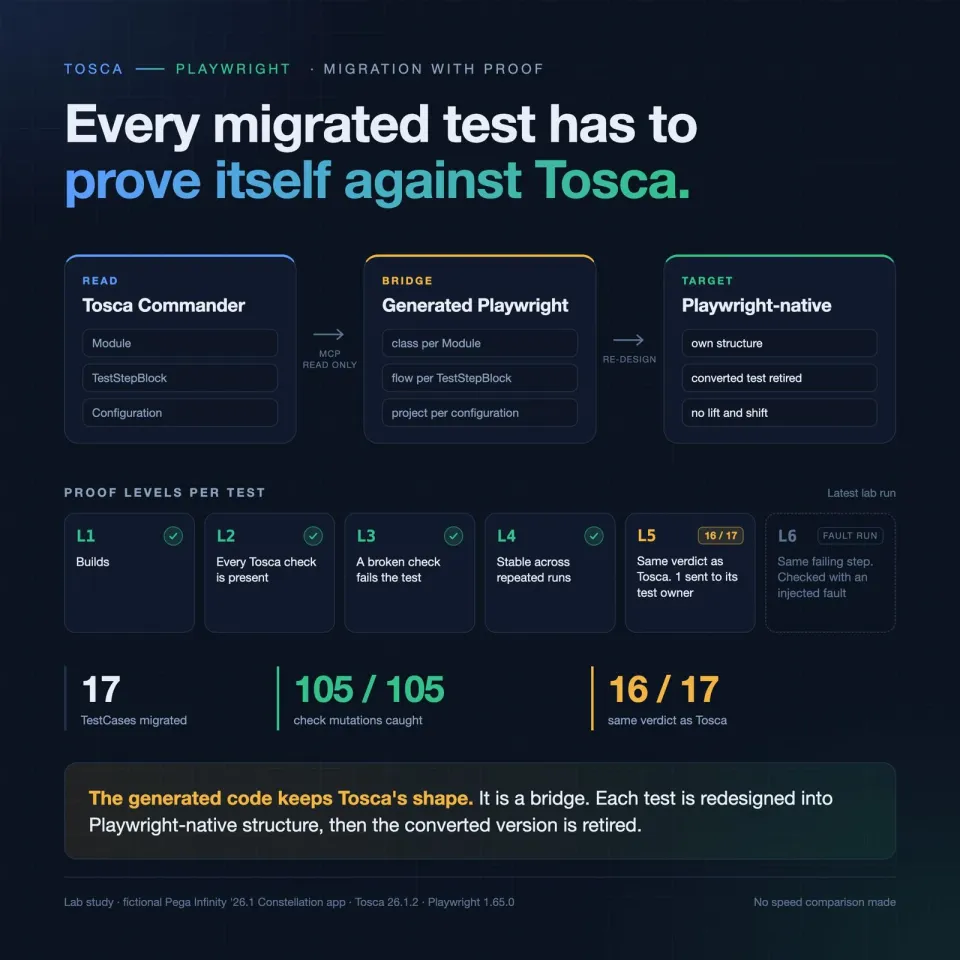 TOSCA — PLAYWRIGHT · MIGRATION WITH PROOF
Every migrated test has to
prove itself against Tosca.
READ
Tosca Commander
Module
TestStepBlock
Configuration
→
MCP
READ ONLY
BRIDGE
Generated Playwright
class per Module
flow per TestStepBlock
project per configuration
→
RE-DESIGN
TARGET
Playwright-native
own structure
converted test retired
no lift and shift
PROOF LEVELS PER TEST
Latest lab run
L1
Builds
L2
Every Tosca check
is present
L3
A broken check
fails the test
L4
Stable across
repeated runs
L5
16 / 17
Same verdict as
Tosca. 1 sent to its
test owner
L6
FAULT RUN
Same failing step.
Checked with an
injected fault
17
TestCases migrated
105 / 105
check mutations caught
16 / 17
same verdict as Tosca
The generated code keeps Tosca's shape. It is a bridge. Each test is redesigned into
Playwright-native structure, then the converted version is retired.
Lab study · fictional Pega Infinity '26.1 Constellation app · Tosca 26.1.2 · Playwright 1.65.0
No speed comparison made